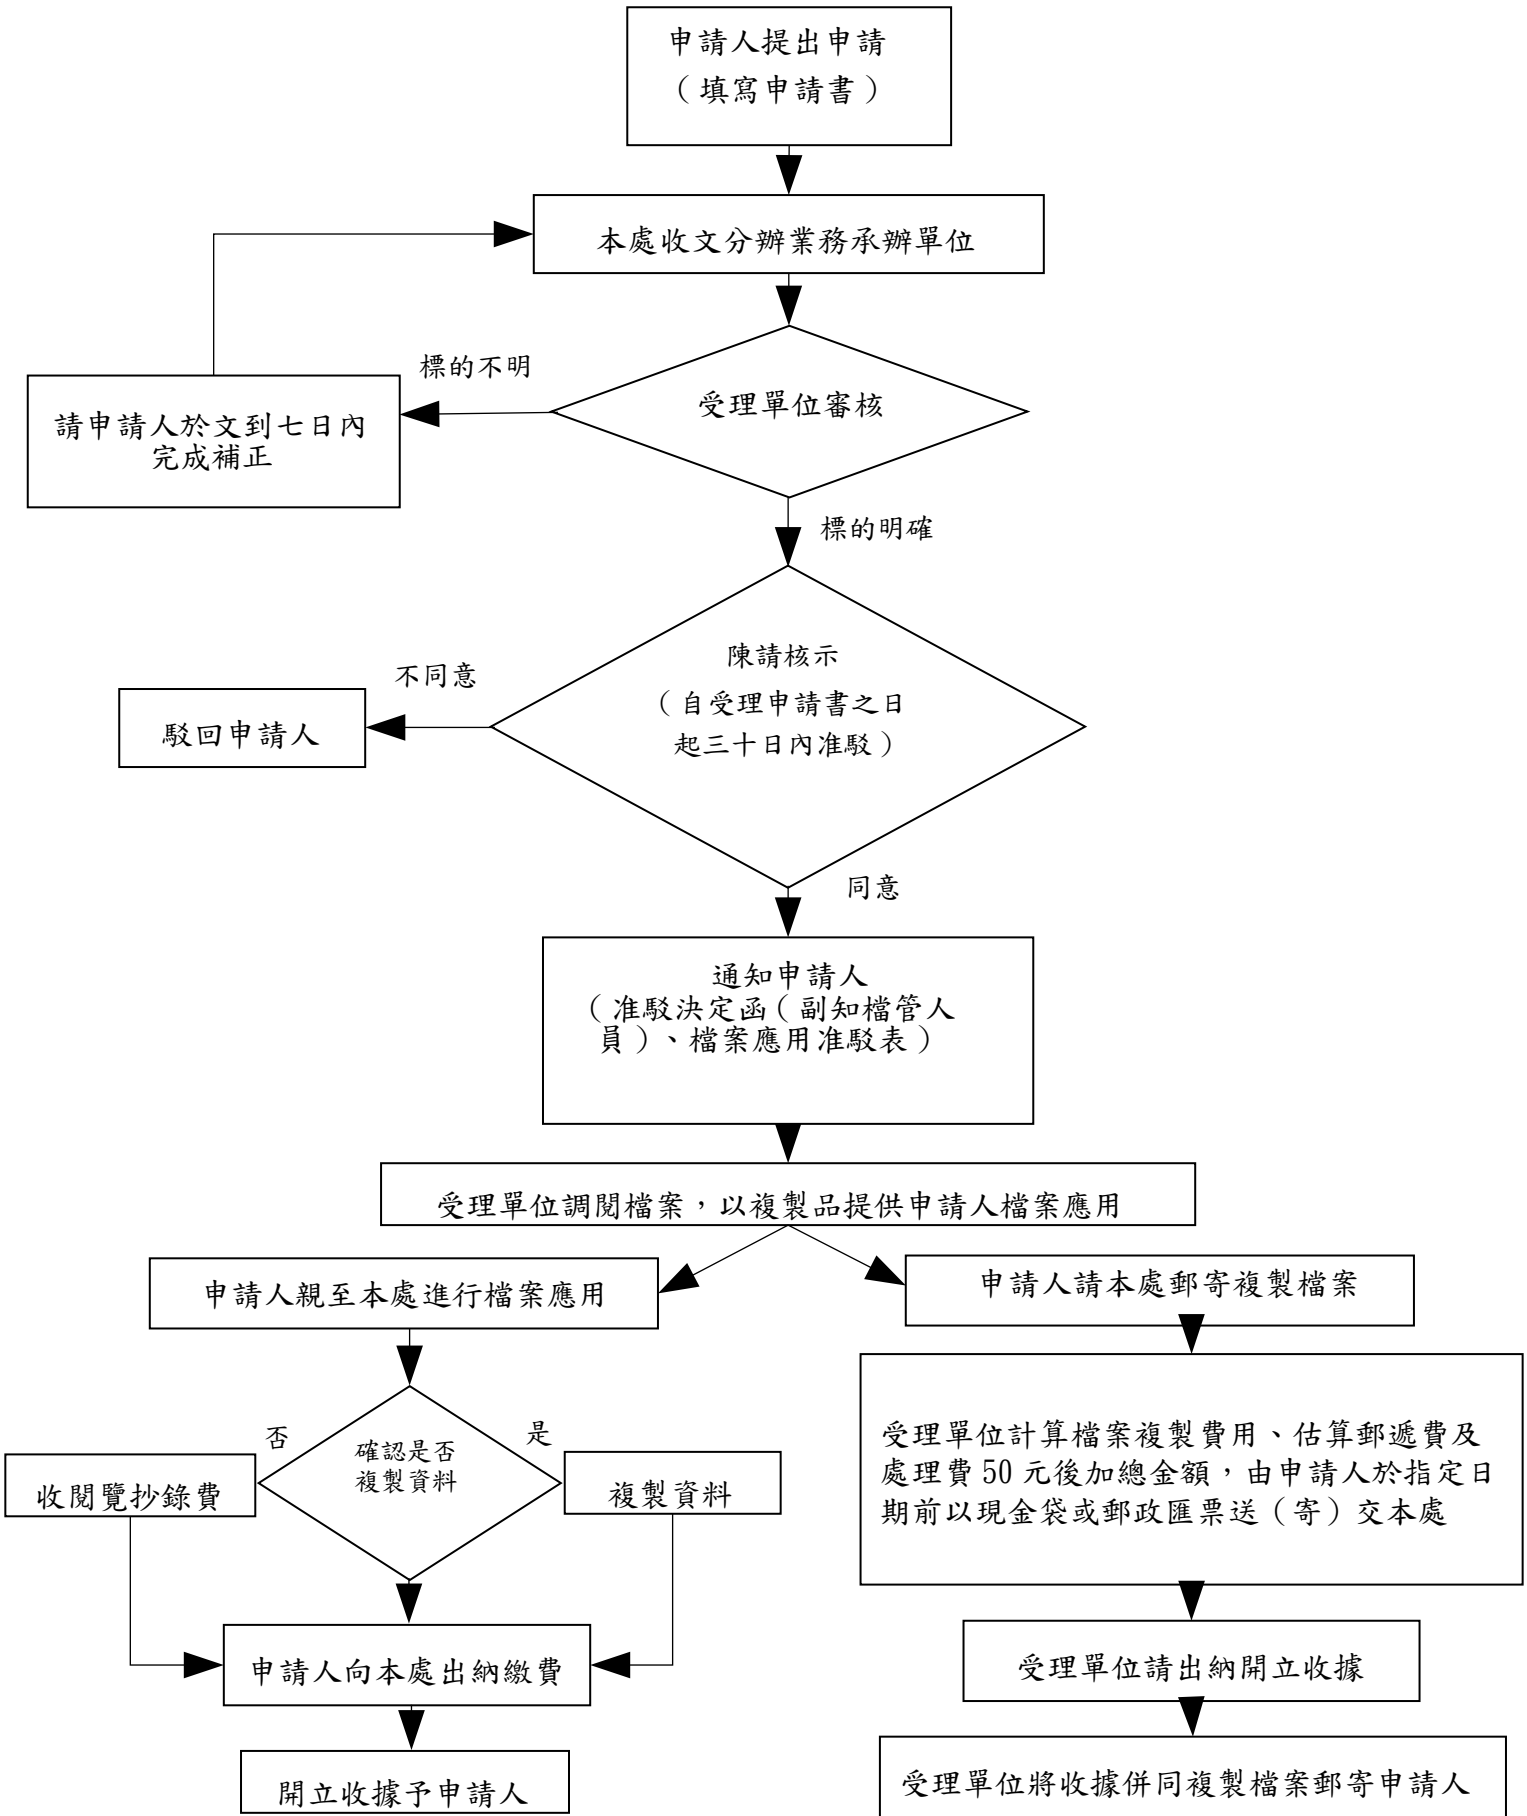 申請人提出申請
（填寫申請書）
本處收文分辦業務承辦單位
標的不明
受理單位審核
請申請人於文到七日內
完成補正
標的明確
陳請核示
（自受理申請書之日
起三十日內准駁）
不同意
駁回申請人
同意
通知申請人
（准駁決定函（副知檔管人
員）、檔案應用准駁表）
受理單位調閱檔案，以複製品提供申請人檔案應用
申請人親至本處進行檔案應用
申請人請本處郵寄複製檔案
否
確認是否
複製資料
是
收閱覽抄錄費
複製資料
受理單位計算檔案複製費用、估算郵遞費及
處理費 50 元後加總金額，由申請人於指定日
期前以現金袋或郵政匯票送（寄）交本處
申請人向本處出納繳費
受理單位請出納開立收據
開立收據予申請人
受理單位將收據併同複製檔案郵寄申請人